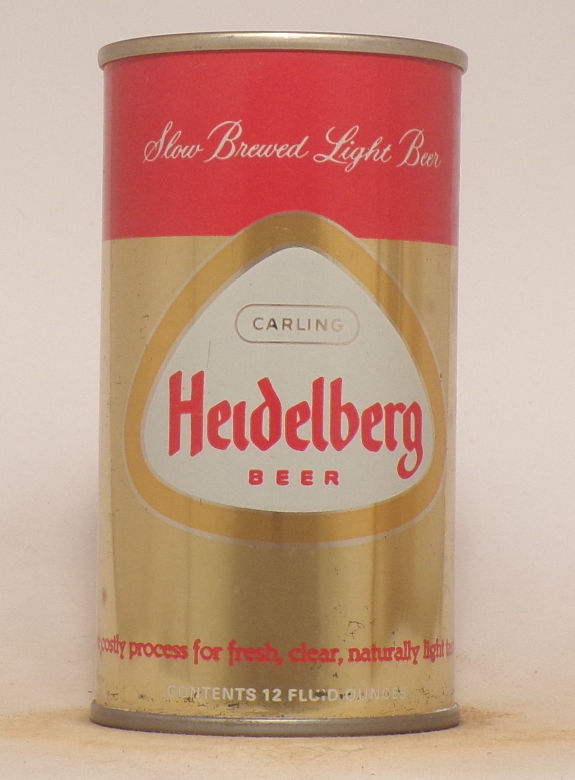 Slow Brewed Light Beer
CARLING
Heidelberg
BEER
costly process for fresh, clear, naturally light
CONTENTS 12 FLUID OUNCES